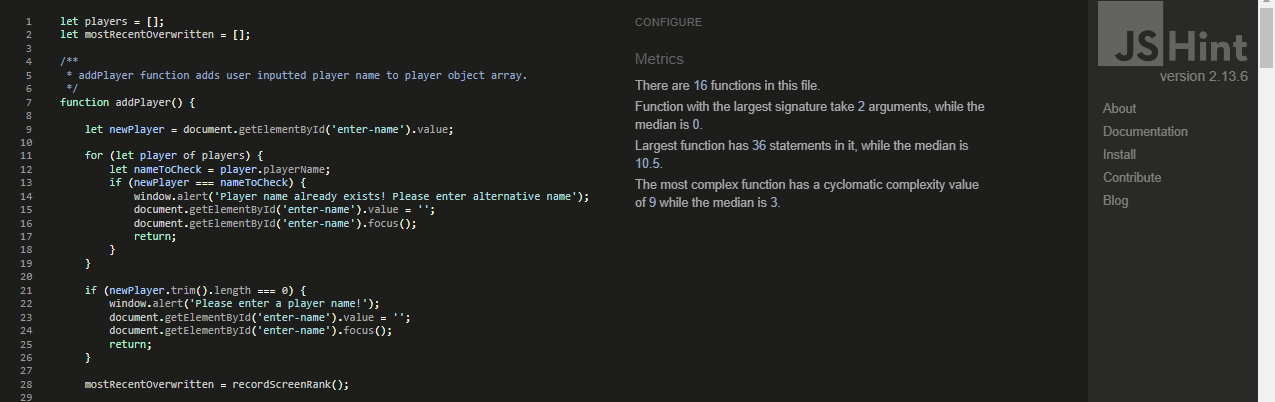 1 let players = [];
2 let mostRecentOverwritten = [];
3
4 /**
5 * addPlayer function adds user inputted player name to player object array.
6 */
7 function addPlayer() {
8
9 let newPlayer = document.getElementById('enter-name').value;
10
11 for (let player of players) {
12 let nameToCheck = player.playerName;
13 if (newPlayer === nameToCheck) {
14 window.alert('Player name already exists! Please enter alternative name');
15 document.getElementById('enter-name').value = '';
16 document.getElementById('enter-name').focus();
17 return;
18 }
19 }
20
21 if (newPlayer.trim().length === 0) {
22 window.alert('Please enter a player name!');
23 document.getElementById('enter-name').value = '';
24 document.getElementById('enter-name').focus();
25 return;
26 }
27
28 mostRecentOverwritten = recordScreenRank();
29
CONFIGURE
Metrics
There are 16 functions in this file.
Function with the largest signature take 2 arguments, while the
median is 0.
Largest function has 36 statements in it, while the median is
10.5.
The most complex function has a cyclomatic complexity value
of 9 while the median is 3.
JSHint
version 2.13.6
About
Documentation
Install
Contribute
Blog